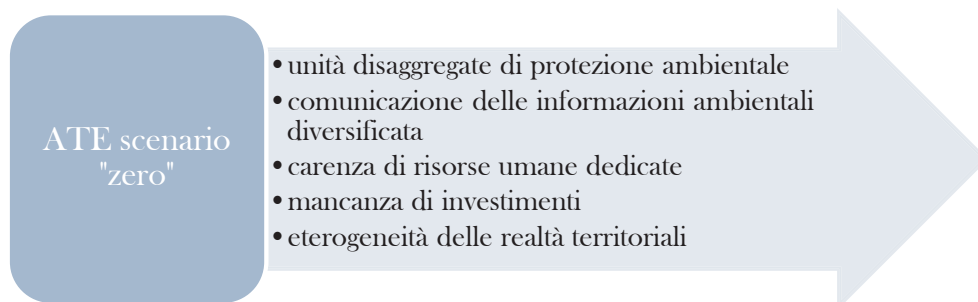 ATE scenario
"zero"
• unità disaggregate di protezione ambientale
• comunicazione delle informazioni ambientali
diversificata
• carenza di risorse umane dedicate
• mancanza di investimenti
• eterogeneità delle realtà territoriali